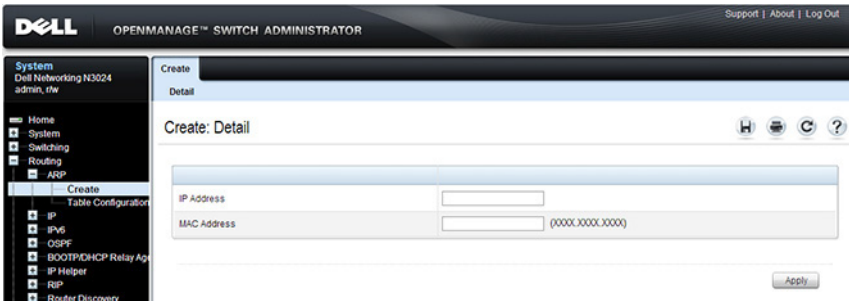 Support | About | Log Out
DELL OPENMANAGE™ SWITCH ADMINISTRATOR
System
Dell Networking N3024
admin, r/w
Home
System
Switching
Routing
ARP
Create
Table Configuration
IP
IPv6
OSPF
BOOTP/DHCP Relay Age
IP Helper
RIP
Router Discovery
Create
Detail
Create: Detail
?
IP Address
MAC Address (XXXX.XXXX.XXXX)
Apply